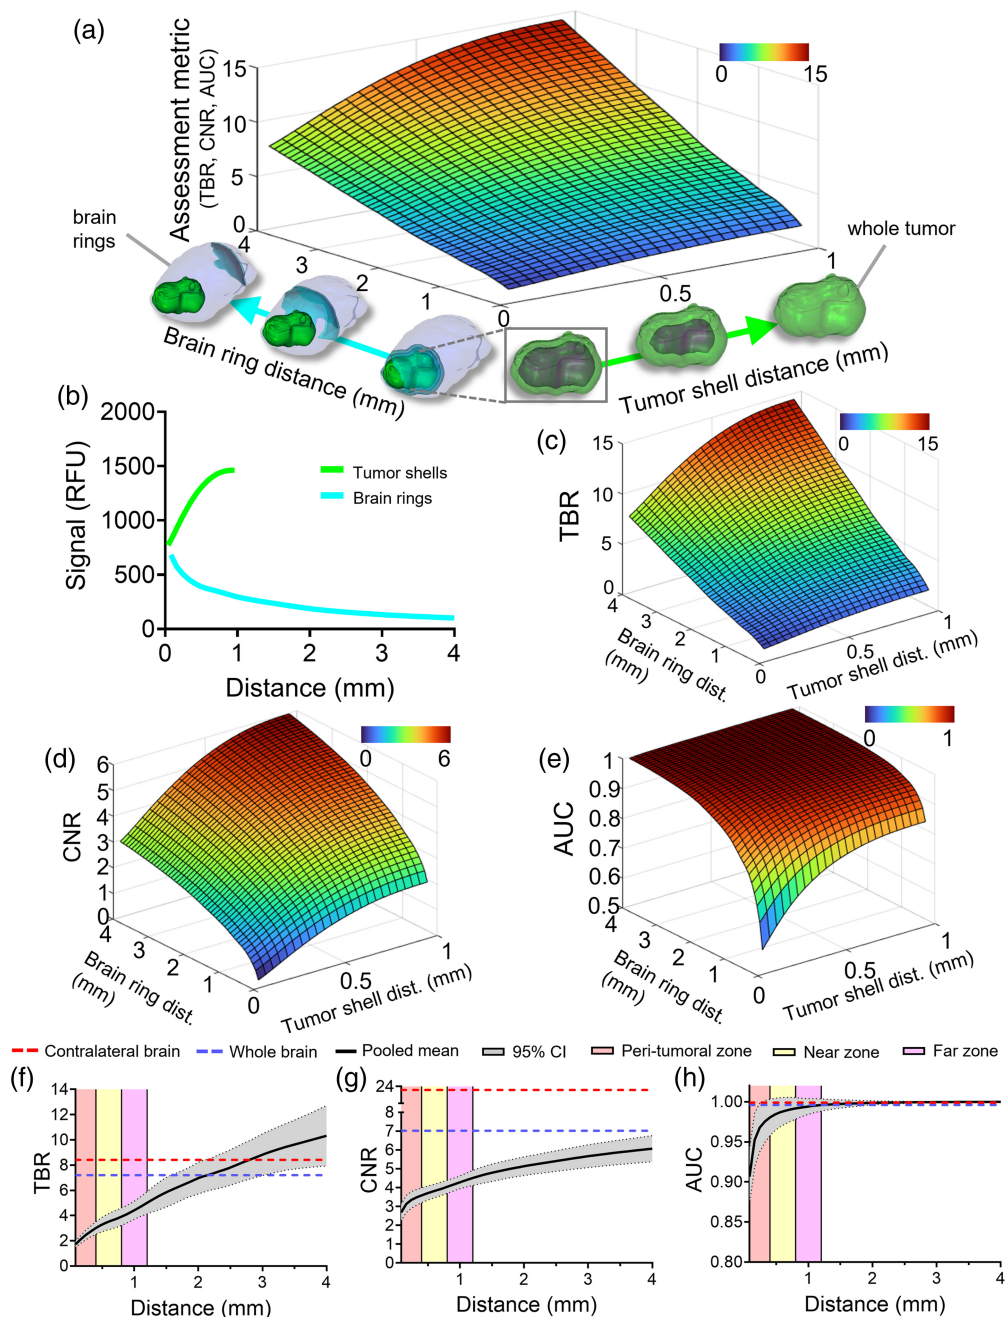 (a)
Assessment metric
(TBR, CNR, AUC)
15
10
5
0
0 15
brain
rings
whole tumor
4
3
2
1
0
0.5
1
Brain ring distance (mm)
Tumor shell distance (mm)
(b)
Signal (RFU)
2000
1500
1000
500
0
Tumor shells
Brain rings
0 1 2 3 4
Distance (mm)
(c)
TBR
15
10
5
0
0 15
4
3
2
1
0
0.5
1
Brain ring dist.
(mm)
Tumor shell dist. (mm)
(d)
CNR
6
5
4
3
2
1
0
0 6
4
3
2
1
0
0.5
1
Brain ring dist.
(mm)
Tumor shell dist. (mm)
(e)
AUC
1
0.9
0.8
0.7
0.6
0.5
0 1
4
3
2
1
0
0.5
1
Brain ring dist.
(mm)
Tumor shell dist. (mm)
Contralateral brain Whole brain Pooled mean 95% CI Peri-tumoral zone Near zone Far zone
(f)
TBR
14
12
10
8
6
4
2
0
1 2 3 4
Distance (mm)
(g)
CNR
24
8
7
6
5
4
3
2
1
0
1 2 3 4
Distance (mm)
(h)
AUC
1.00
0.95
0.90
0.85
0.80
1 2 3 4
Distance (mm)